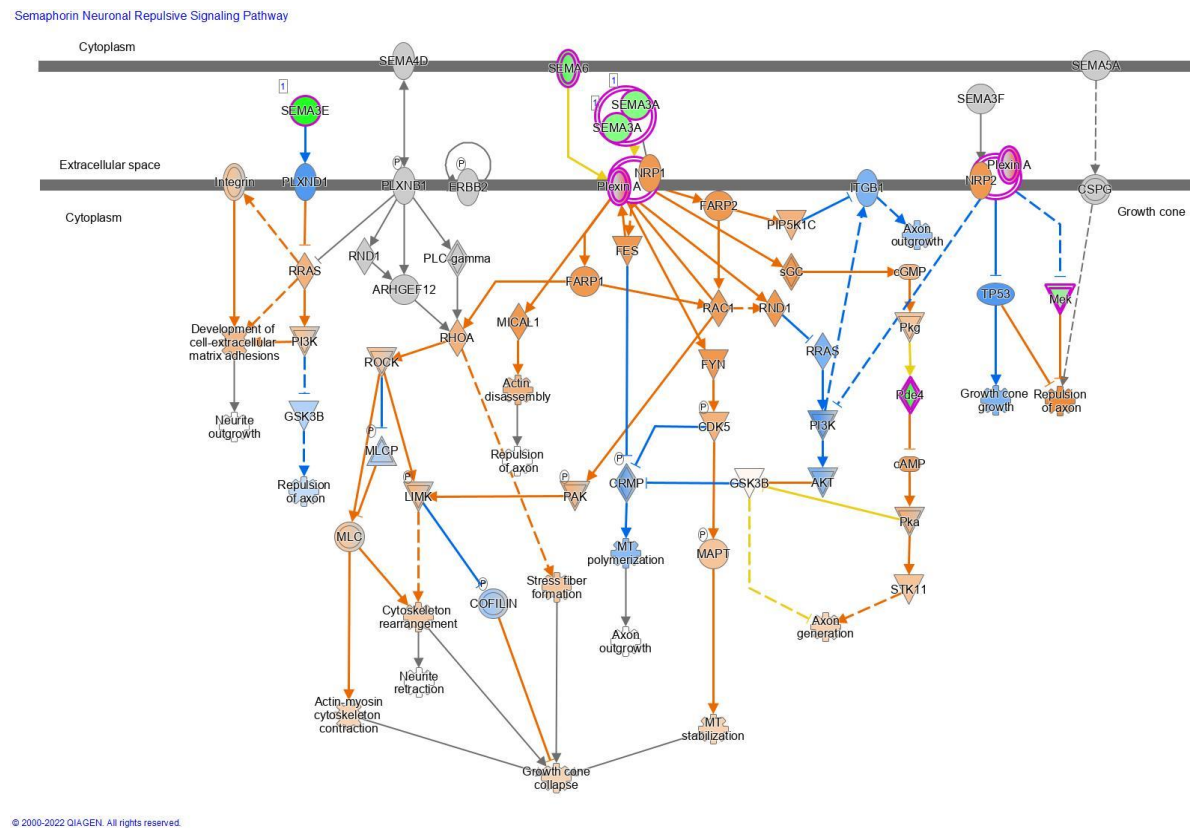 Semaphorin Neuronal Repulsive Signaling Pathway
Cytoplasm
SEMA4D
SEMA6
SEMA5A
1
1
1
SEMA3E
SEMA3A
SEMA3A
SEMA3F
Extracellular space
Integrin
PLXND1
P
PLXNB1
P
ERBB2
Plexin A
NRP1
ITGB1
NRP2
Plexin A
CSPG
Cytoplasm
Growth cone
FARP2
PIP5K1C
Axon
outgrowth
RRAS
RND1
PLC gamma
FES
ARHGEF12
FARP1
sGC
cGMP
TP53
Mek
RAC1
RND1
Development of
cell-extracellular
matrix adhesions
PI3K
RHOA
MICAL1
Pkg
ROCK
RRAS
FYN
Actin
disassembly
Pde4
Growth cone
growth
Repulsion
of axon
GSK3B
Neurite
outgrowth
P
MLCP
P
CDK5
PI3K
Repulsion
of axon
P
CRMP
cAMP
Repulsion
of axon
P
LIMK
P
PAK
GSK3B
AKT
Pka
MLC
P
MAPT
MT
polymerization
P
COFILIN
Stress fiber
formation
STK11
Cytoskeleton
rearrangement
Axon
generation
Axon
outgrowth
Neurite
retraction
Actin-myosin
cytoskeleton
contraction
MT
stabilization
Growth cone
collapse
© 2000-2022 QIAGEN. All rights reserved.